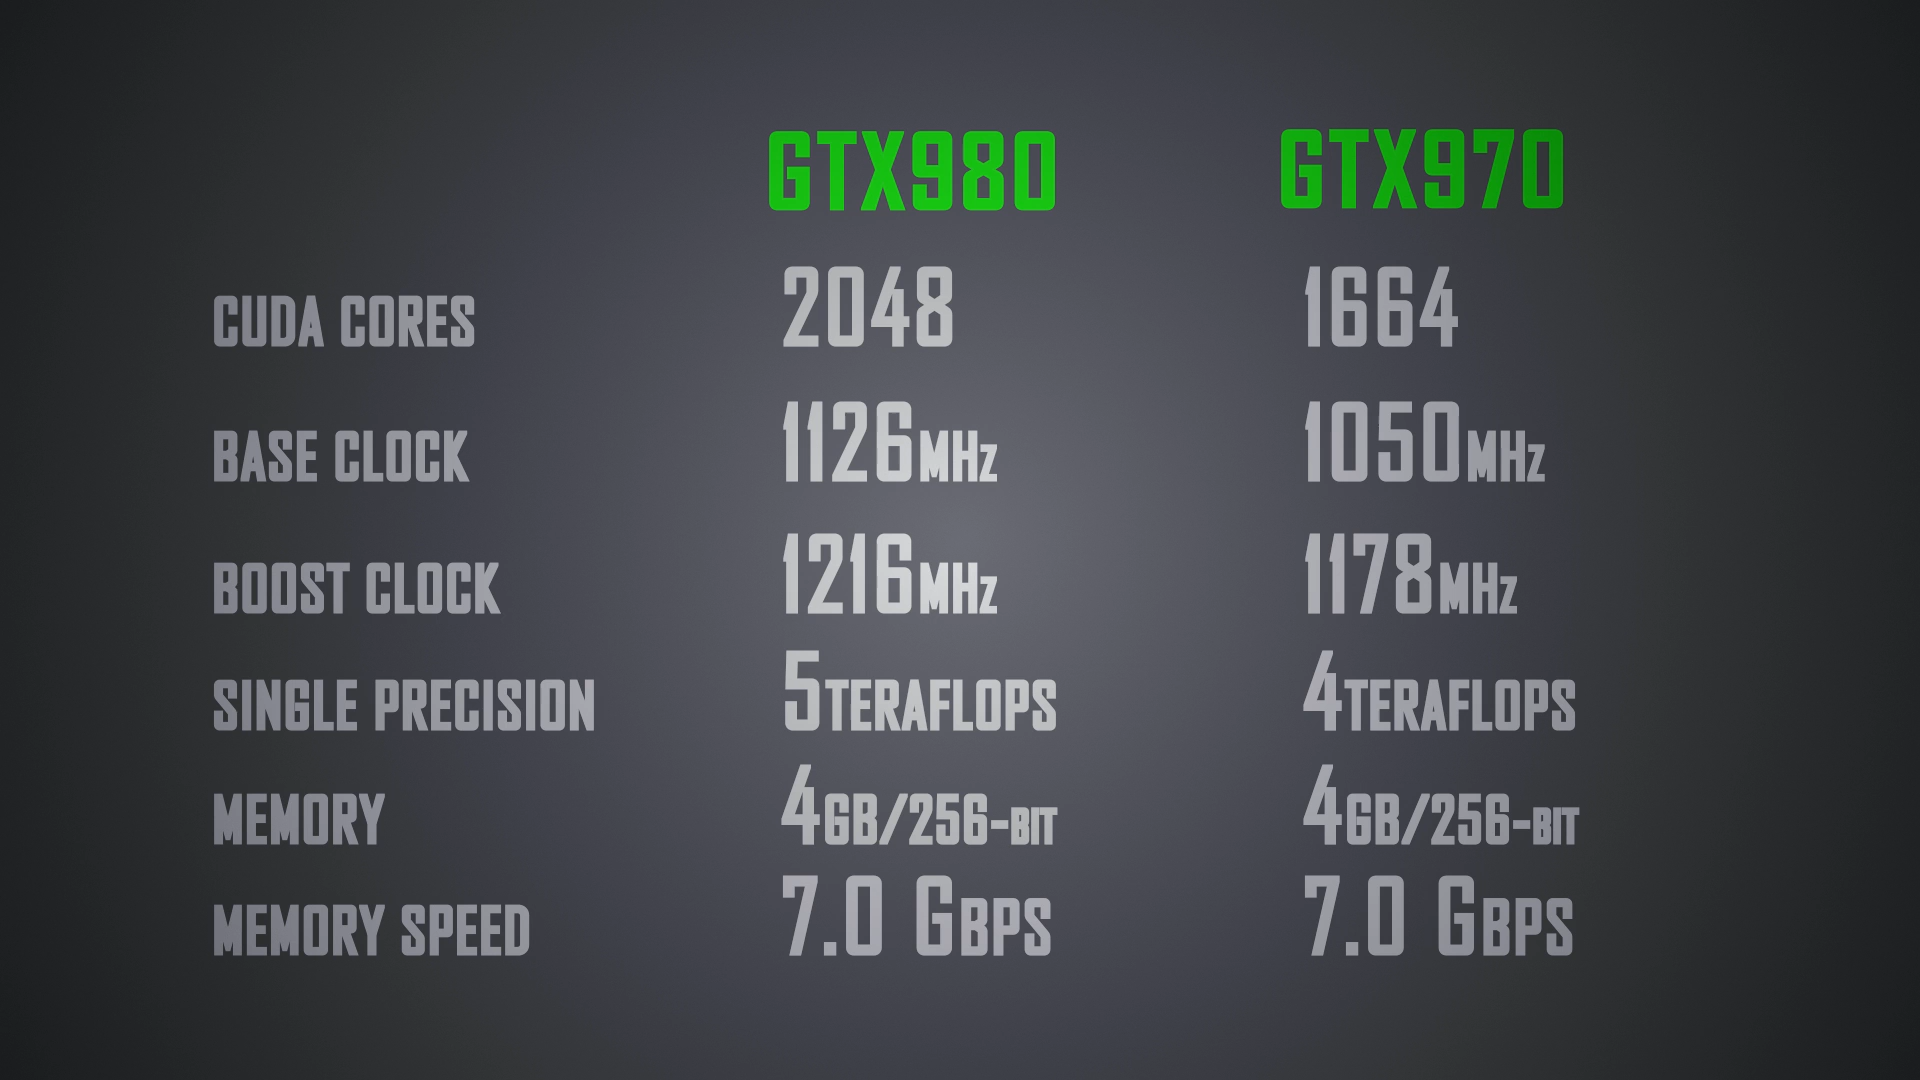 GTX980 GTX970
CUDA CORES 2048 1664
BASE CLOCK 1126MHz 1050MHz
BOOST CLOCK 1216MHz 1178MHz
SINGLE PRECISION 5TERAFLOPS 4TERAFLOPS
MEMORY 4GB/256-BIT 4GB/256-BIT
MEMORY SPEED 7.0 GBPS 7.0 GBPS